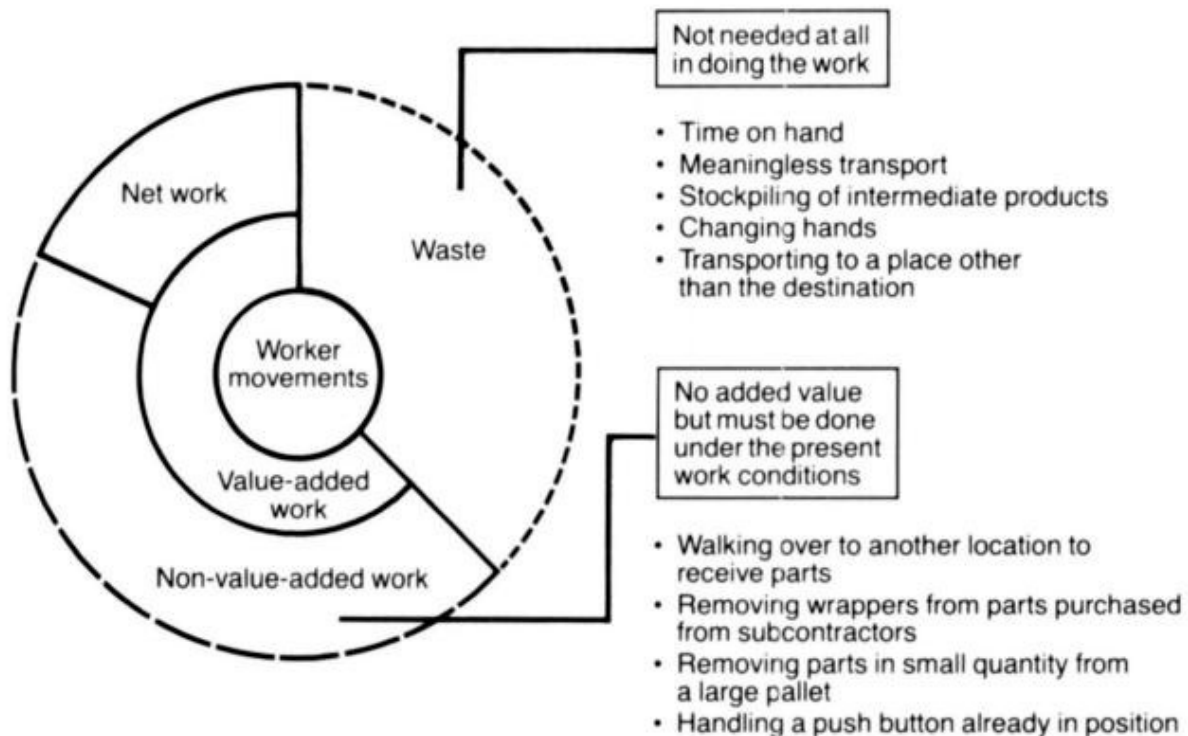 Not needed at all
in doing the work
• Time on hand
• Meaningless transport
• Stockpiling of intermediate products
• Changing hands
• Transporting to a place other
than the destination
Net work
Waste
Worker
movements
Value-added
work
Non-value-added work
No added value
but must be done
under the present
work conditions
• Walking over to another location to
receive parts
• Removing wrappers from parts purchased
from subcontractors
• Removing parts in small quantity from
a large pallet
• Handling a push button already in position